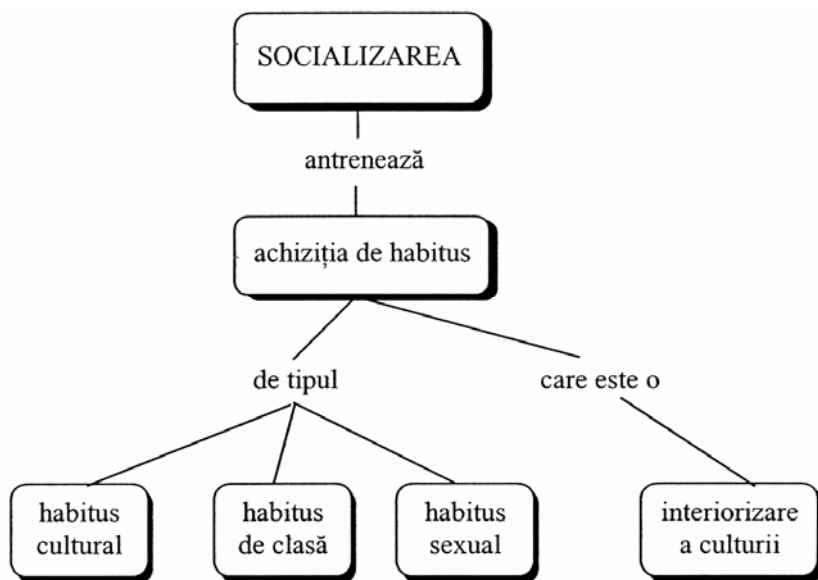 SOCIALIZAREA
antrenează
achiziția de habitus
de tipul
care este o
habitus
cultural
habitus
de clasă
habitus
sexual
interiorizare
a culturii